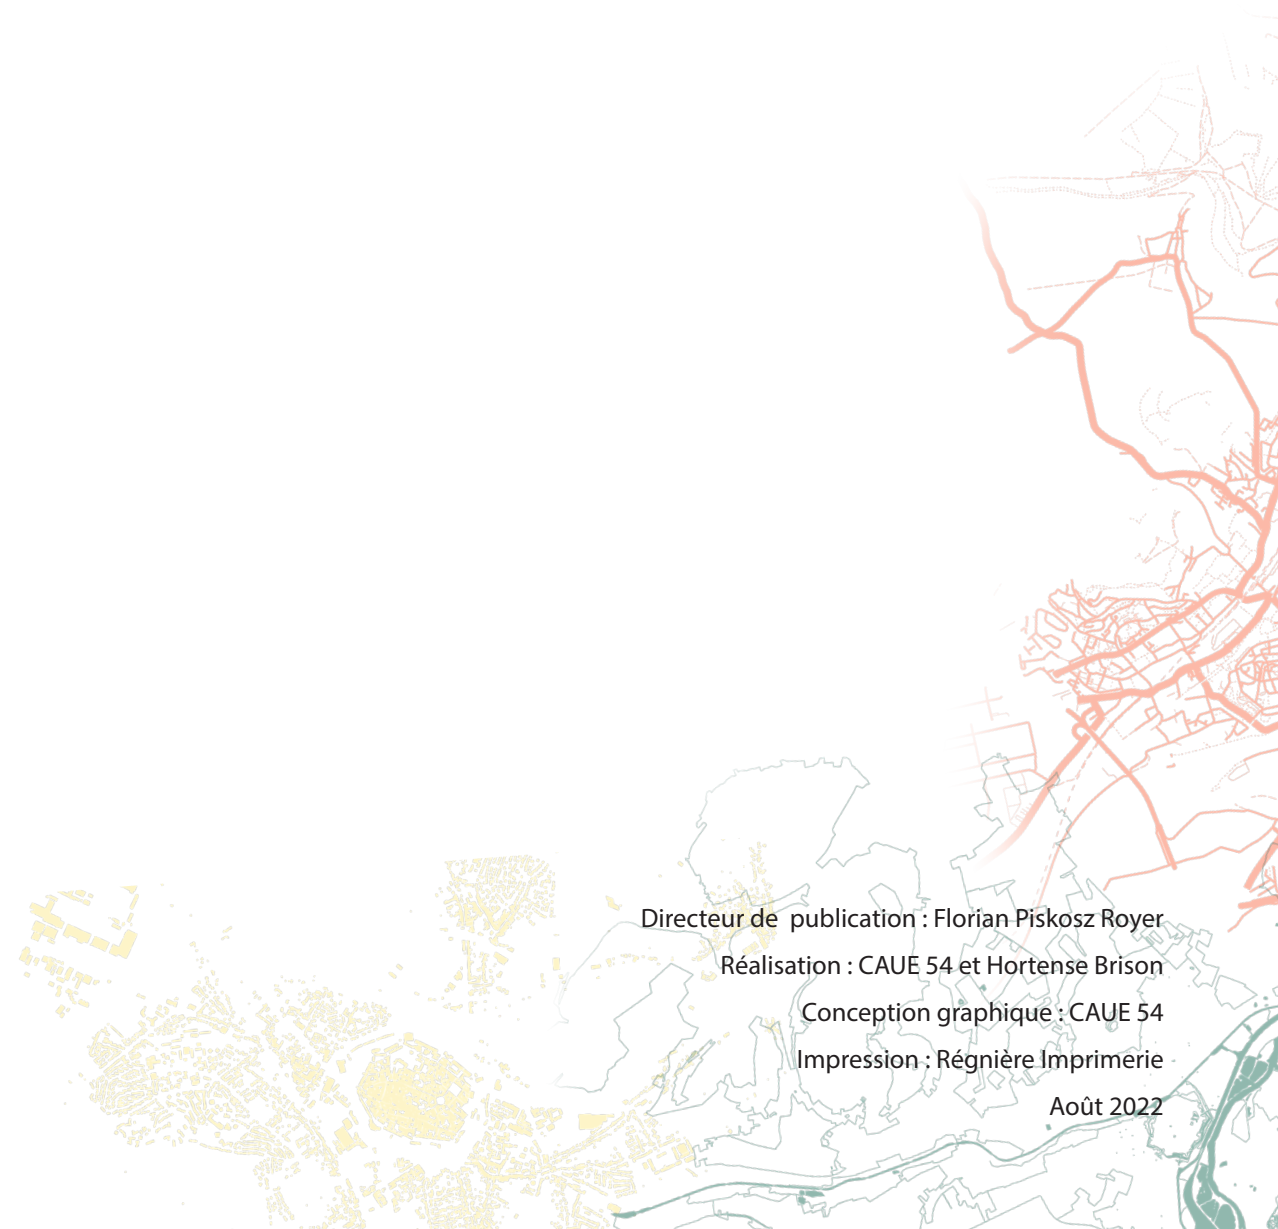 Directeur de publication : Florian Piskosz Royer
Réalisation : CAUE 54 et Hortense Brison
Conception graphique : CAUE 54
Impression : Régnière Imprimerie
Août 2022